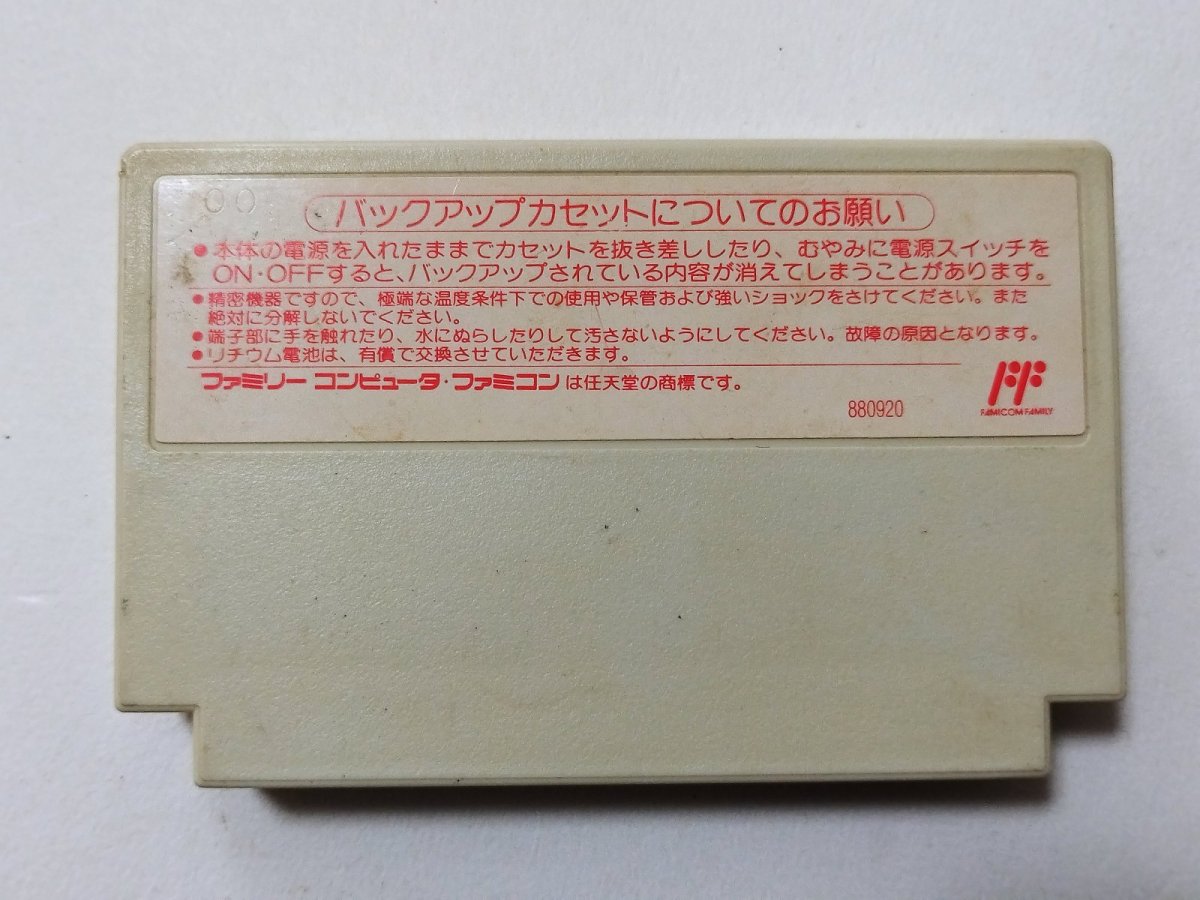 00
バックアップカセットについてのお願い
●本体の電源を入れたままでカセットを抜き差ししたり、むやみに電源スイッチを
ON・OFFすると、バックアップされている内容が消えてしまうことがあります。
●精密機器ですので、極端な温度条件下での使用や保管および強いショックをさけてください。また
絶対に分解しないでください。
●端子部に手を触れたり、水にぬらしたりして汚さないようにしてください。故障の原因となります。
●リチウム電池は、有償で交換させていただきます。
ファミリーコンピュータ・ファミコンは任天堂の商標です。
880920
FF
FAMICOM FAMILY